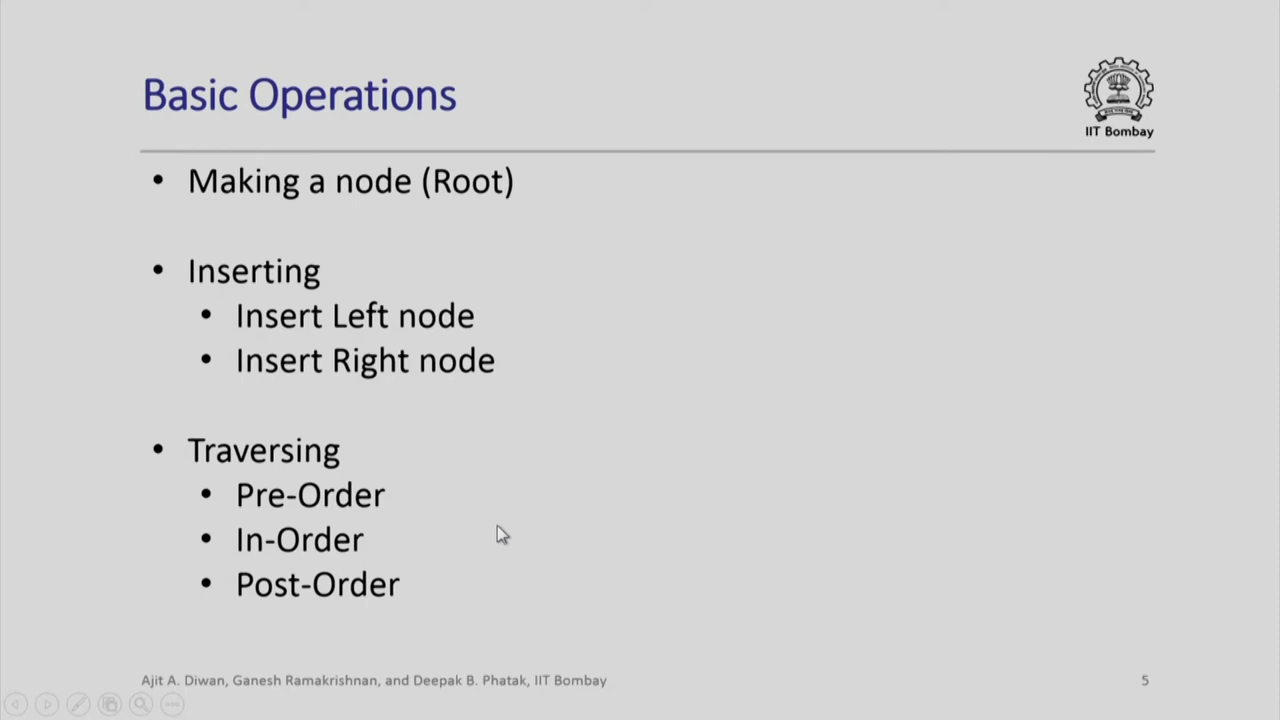 Basic Operations
IIT Bombay
• Making a node (Root)
• Inserting
• Insert Left node
• Insert Right node
• Traversing
• Pre-Order
• In-Order
• Post-Order
Ajit A. Diwan, Ganesh Ramakrishnan, and Deepak B. Phatak, IIT Bombay
5